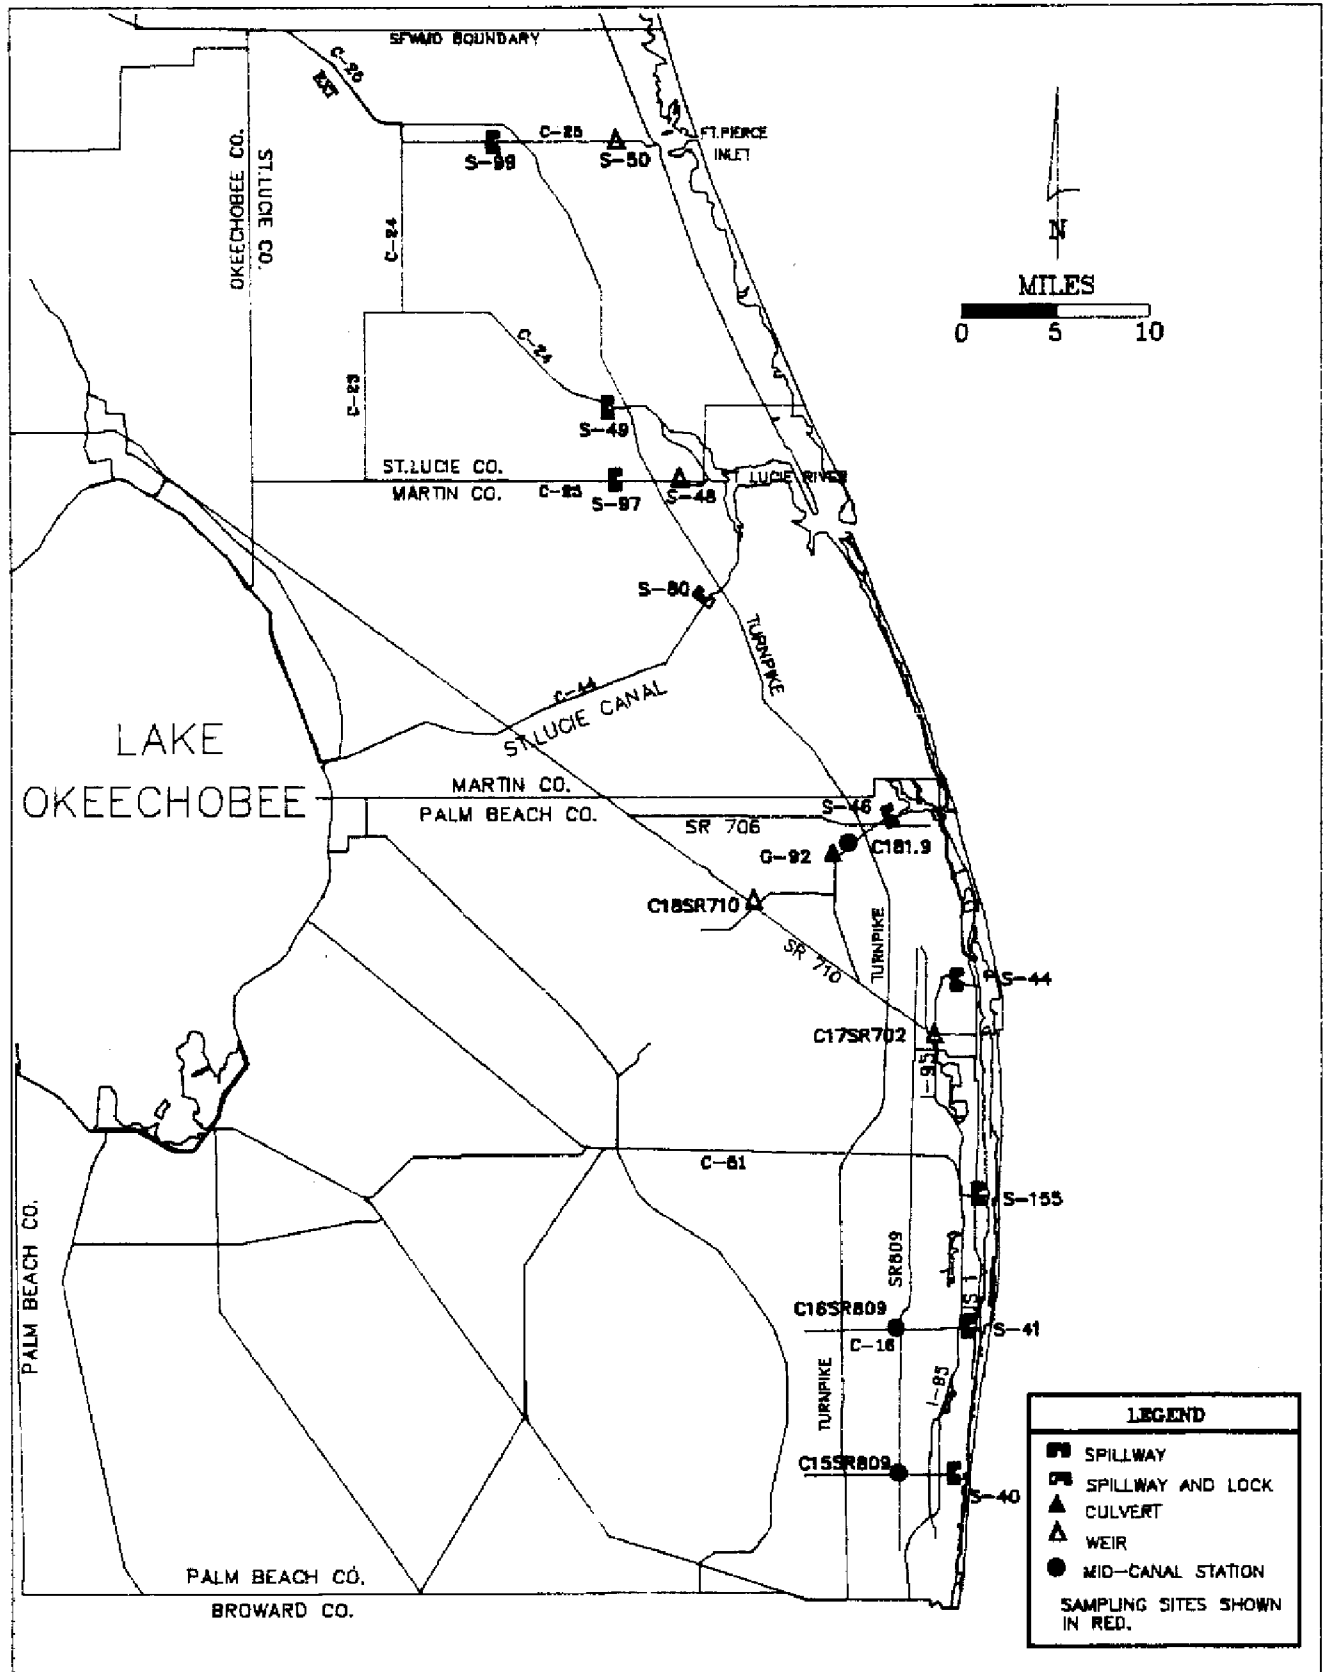 SFWMD BOUNDARY
C-25
EXT
C-25
FT.PIERCE
INLET
S-99
S-50
OKEECHOBEE CO.
ST.LUCIE CO.
C-24
N
MILES
0 5 10
C-24
C-23
S-49
ST.LUCIE CO.
MARTIN CO.
C-23
S-97
S-48
LUCIE RIVER
S-80
TURNPIKE
C-44
ST.LUCIE CANAL
LAKE
OKEECHOBEE
MARTIN CO.
PALM BEACH CO.
S-46
SR 706
G-92
C181.9
C18SR710
TURNPIKE
SR 710
S-44
C17SR702
I-95
C-51
S-155
PALM BEACH CO.
SR809
US 1
C16SR809
S-41
C-16
TURNPIKE
I-95
C15SR809
S-40
PALM BEACH CO.
BROWARD CO.
LEGEND
SPILLWAY
SPILLWAY AND LOCK
CULVERT
WEIR
MID-CANAL STATION
SAMPLING SITES SHOWN
IN RED.